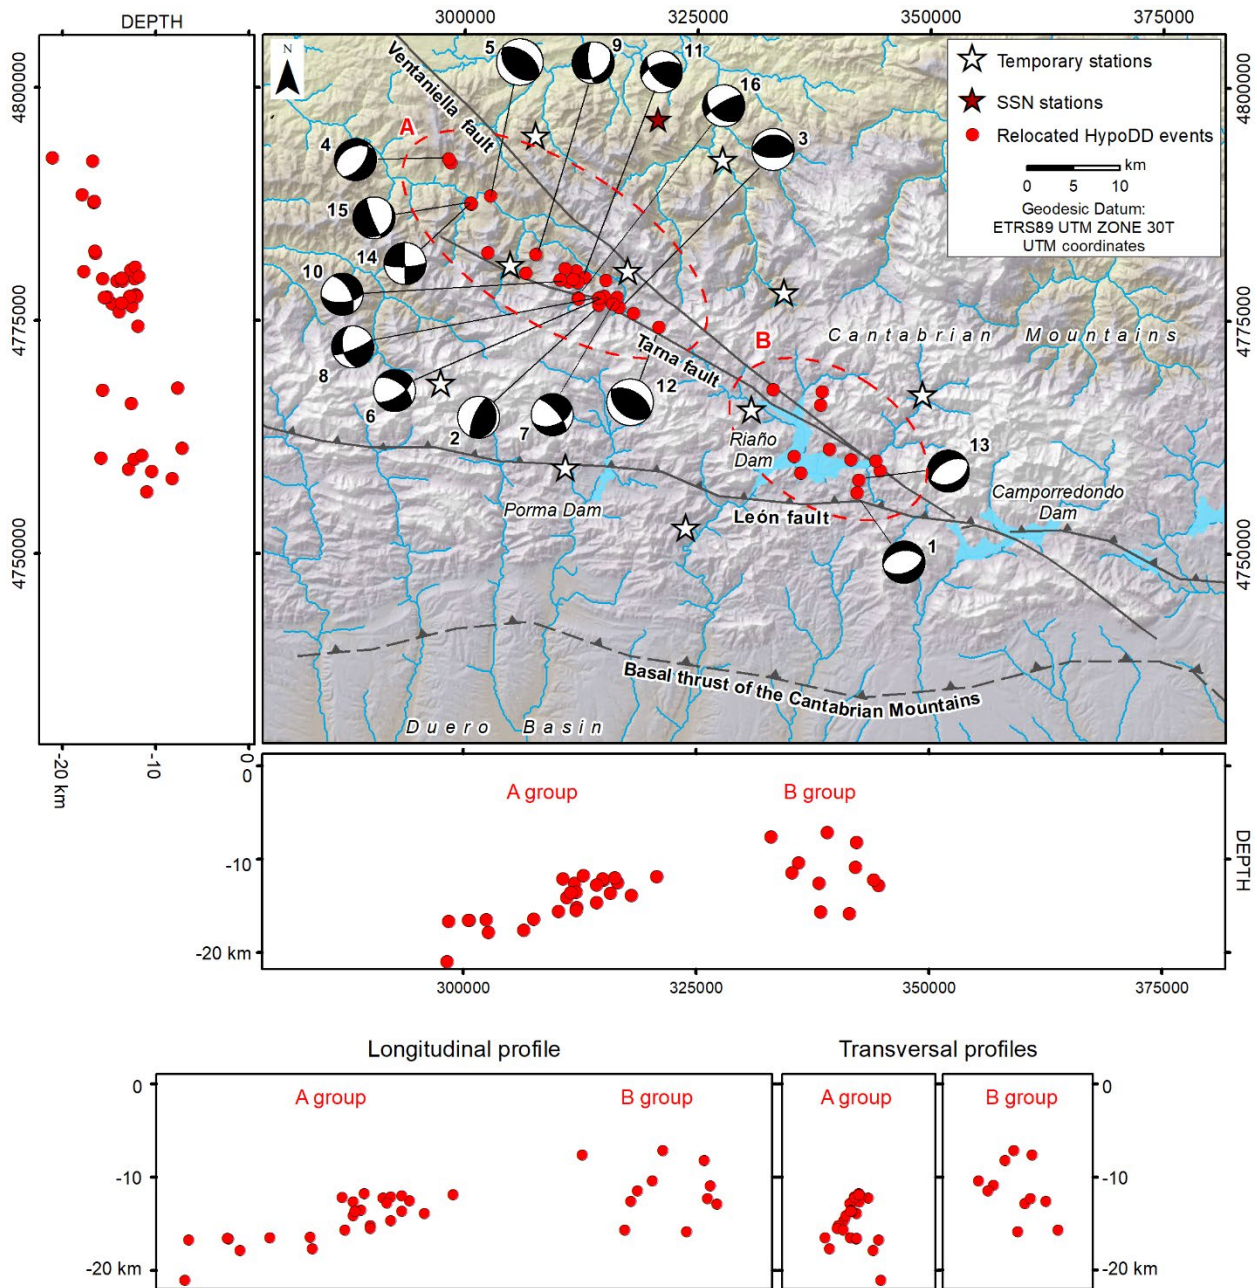 DEPTH
300000
325000
350000
375000
4800000
4775000
4750000
4800000
4775000
4750000
N
Ventaniella fault
A
5
9
11
16
3
4
15
14
10
8
6
2
7
12
Temporary stations
SSN stations
Relocated HypoDD events
km
0 5 10
Geodesic Datum:
ETRS89 UTM ZONE 30T
UTM coordinates
B
Cantabrian Mountains
Tarna fault
Riaño
Dam
13
Porma Dam
León fault
Camporredondo
Dam
1
Basal thrust of the Cantabrian Mountains
Duero Basin
-20 km
-10
0
0
-10
-20 km
A group
B group
DEPTH
300000
325000
350000
375000
Longitudinal profile
Transversal profiles
0
-10
-20 km
A group
B group
A group
B group
0
-10
-20 km